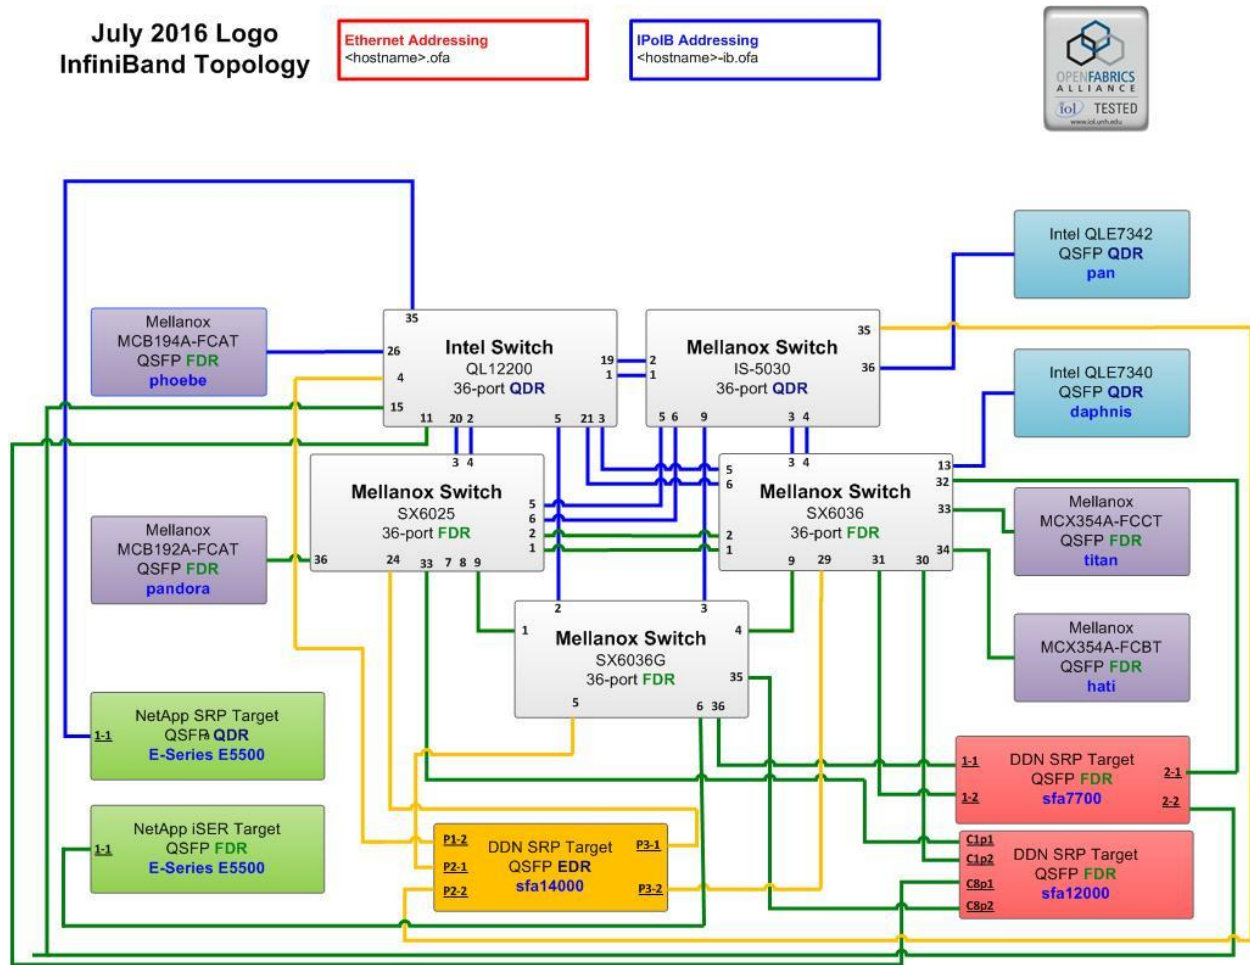 July 2016 Logo
InfiniBand Topology
Ethernet Addressing
<hostname>.ofa
IPoIB Addressing
<hostname>-ib.ofa
OPENFABRICS
ALLIANCE
iol TESTED
www.iol.unh.edu
Mellanox
MCB194A-FCAT
QSFP FDR
phoebe
35
26
4
15
11
20
2
5
21
3
19
1
Intel Switch
QL12200
36-port QDR
2
1
5
6
9
3
4
35
36
Mellanox Switch
IS-5030
36-port QDR
Intel QLE7342
QSFP QDR
pan
Intel QLE7340
QSFP QDR
daphnis
Mellanox
MCB192A-FCAT
QSFP FDR
pandora
3
4
Mellanox Switch
SX6025
36-port FDR
5
6
2
1
36
24
33
7
8
9
3
4
5
6
2
1
Mellanox Switch
SX6036
36-port FDR
13
32
33
34
9
29
31
30
Mellanox
MCX354A-FCCT
QSFP FDR
titan
Mellanox
MCX354A-FCBT
QSFP FDR
hati
2
3
1
4
Mellanox Switch
SX6036G
36-port FDR
35
5
6
36
NetApp SRP Target
1-1
QSFP QDR
E-Series E5500
NetApp iSER Target
1-1
QSFP FDR
E-Series E5500
P1-2
P2-1
P2-2
DDN SRP Target
QSFP EDR
sfa14000
P3-1
P3-2
1-1
1-2
DDN SRP Target
QSFP FDR
sfa7700
2-1
2-2
C1p1
C1p2
C8p1
C8p2
DDN SRP Target
QSFP FDR
sfa12000